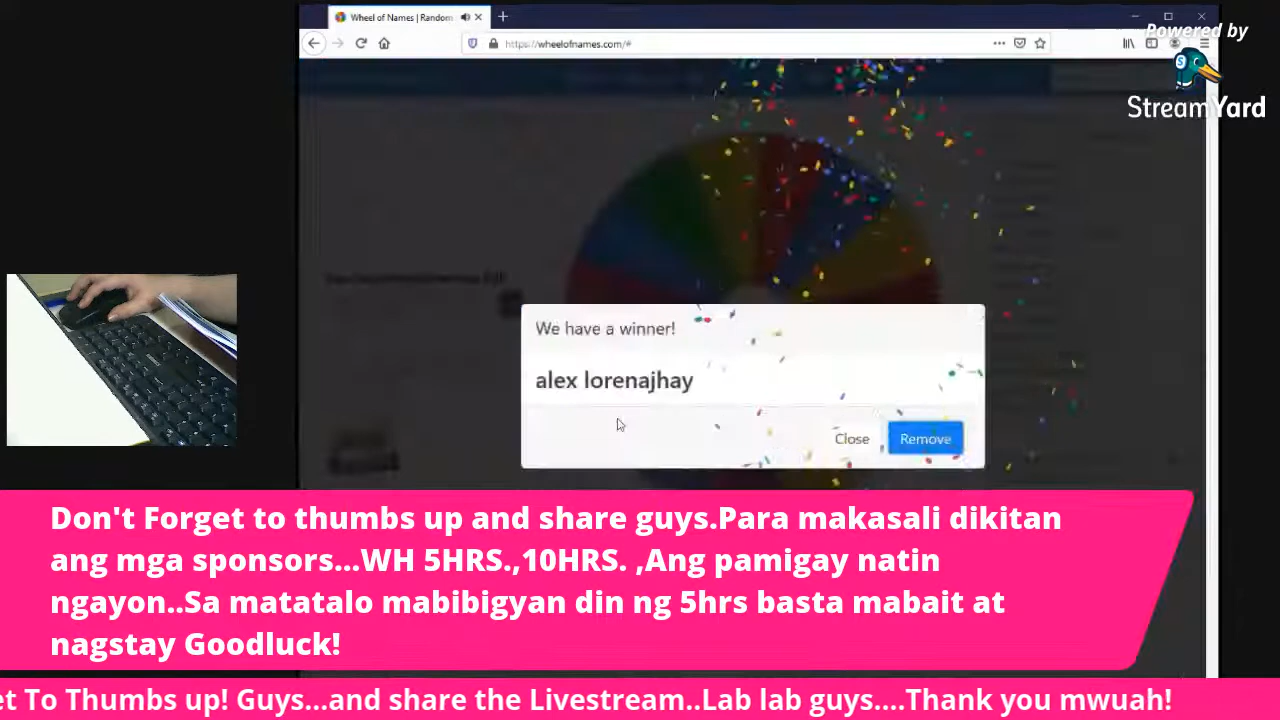 Wheel of Names | Random
https://wheelofnames.com/#
Powered by
StreamYard
We have a winner!
alex lorenajhay
Close
Remove
Don't Forget to thumbs up and share guys.Para makasali dikitan
ang mga sponsors...WH 5HRS.,10HRS. ,Ang pamigay natin
ngayon..Sa matatalo mabibigyan din ng 5hrs basta mabait at
nagstay Goodluck!
et To Thumbs up! Guys...and share the Livestream..Lab lab guys....Thank you mwuah!